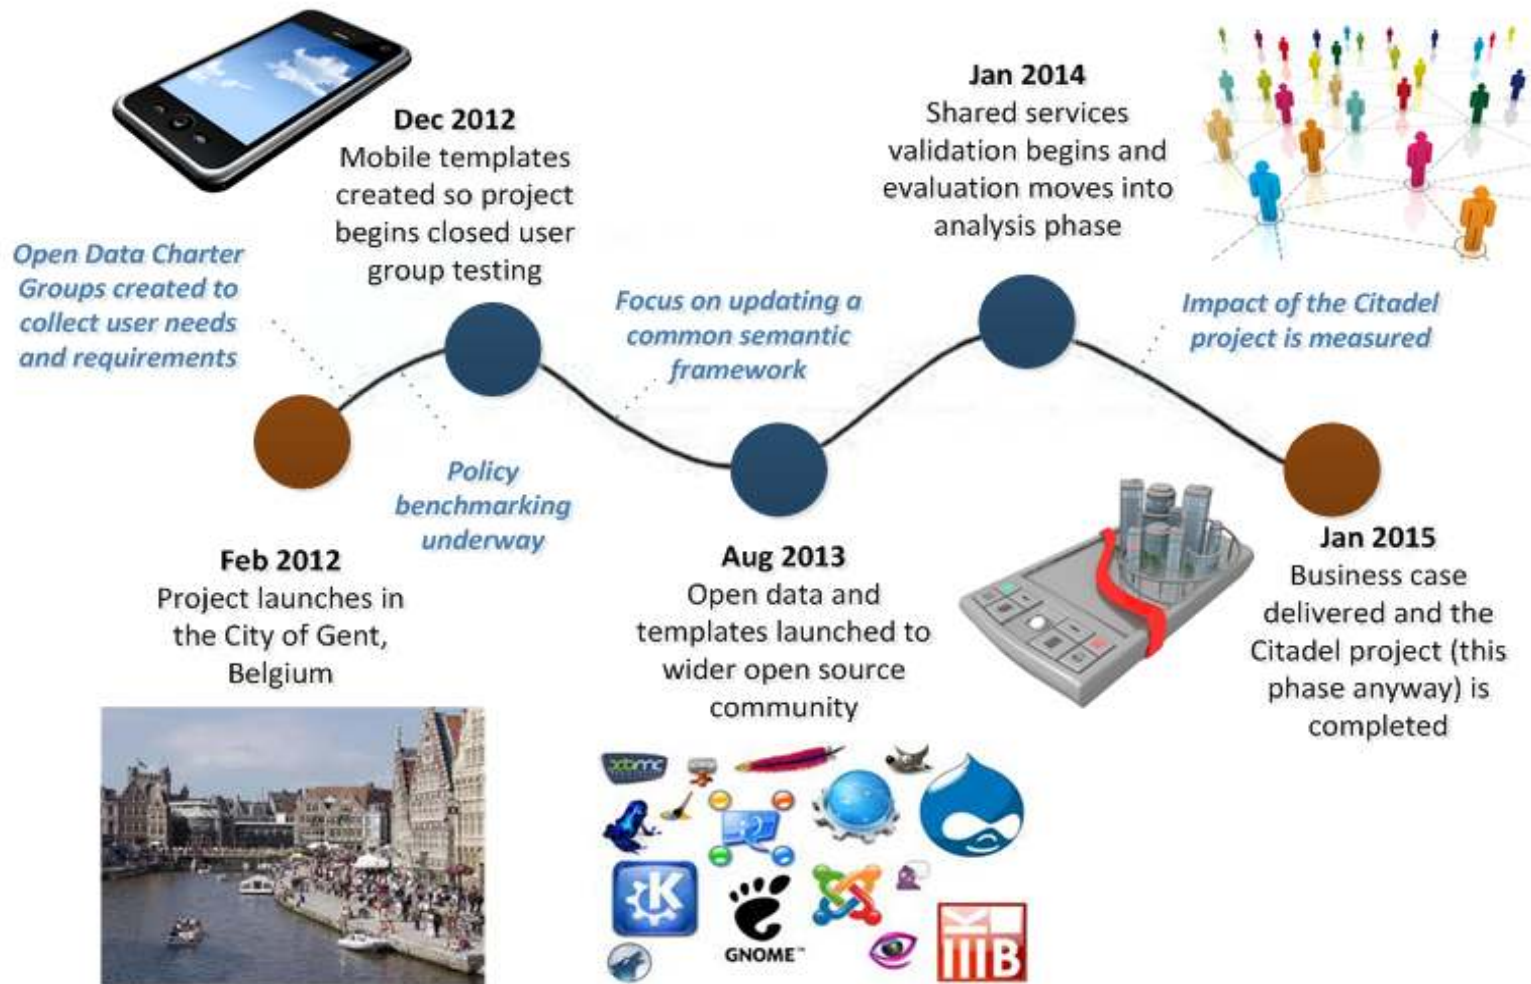 Dec 2012
Mobile templates
created so project
begins closed user
group testing
Jan 2014
Shared services
validation begins and
evaluation moves into
analysis phase
Open Data Charter
Groups created to
collect user needs
and requirements
Focus on updating a
common semantic
framework
Impact of the Citadel
project is measured
Policy
benchmarking
underway
Feb 2012
Project launches in
the City of Gent,
Belgium
Aug 2013
Open data and
templates launched to
wider open source
community
Jan 2015
Business case
delivered and the
Citadel project (this
phase anyway) is
completed
xbmc
K
GNOME™
K
IIIB